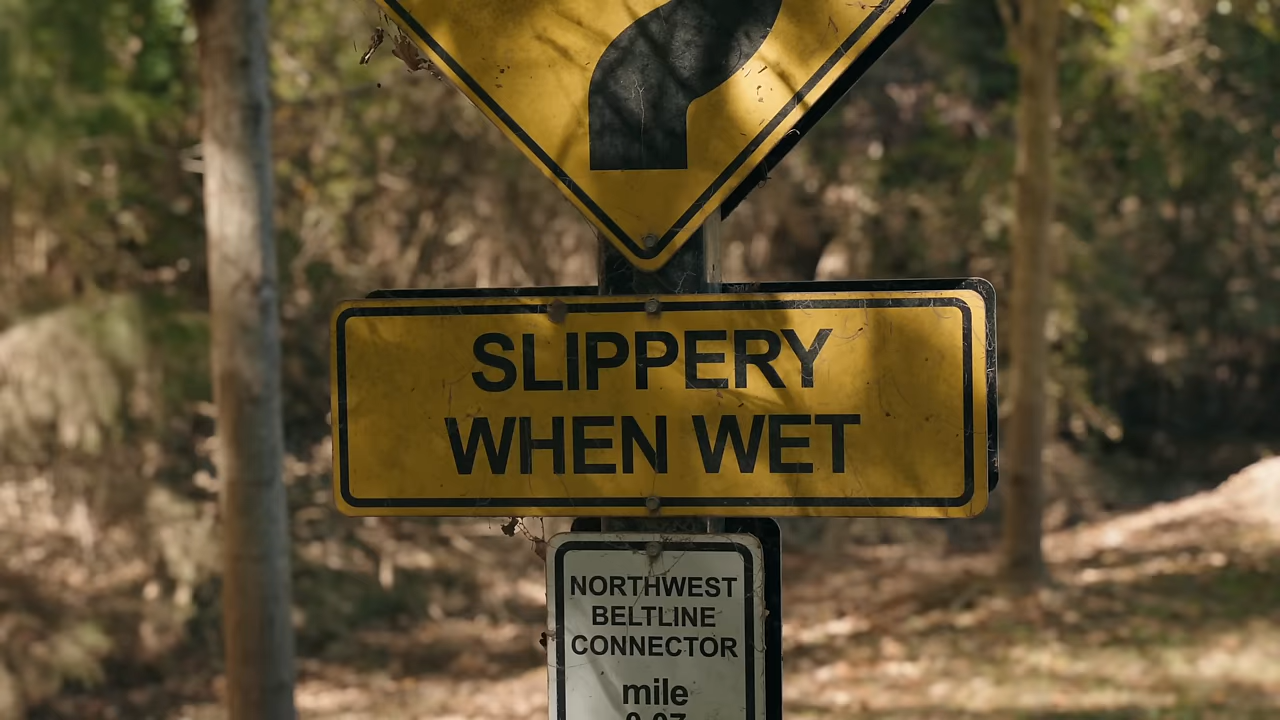 SLIPPERY
WHEN WET
NORTHWEST
BELTLINE
CONNECTOR
mile